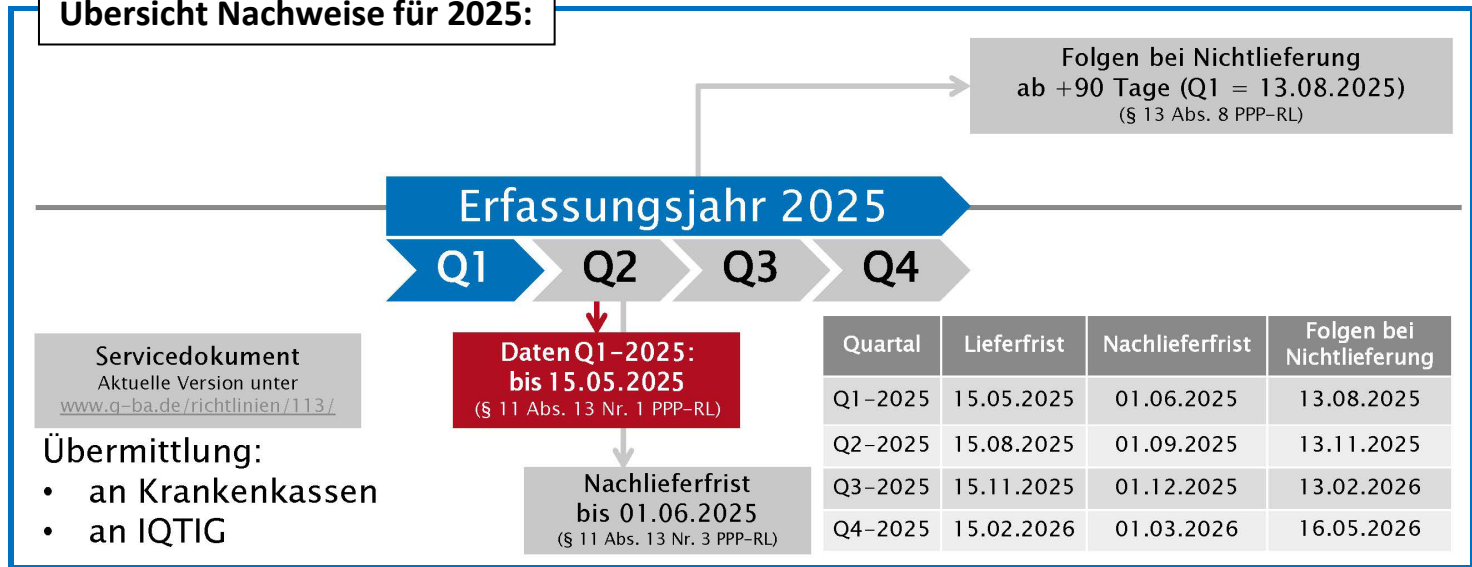 Übersicht Nachweise für 2025:
Folgen bei Nichtlieferung
ab +90 Tage (Q1 = 13.08.2025)
(§ 13 Abs. 8 PPP-RL)
Erfassungsjahr 2025
Q1 Q2 Q3 Q4
Servicedokument
Aktuelle Version unter
www.g-ba.de/richtlinien/113/
Übermittlung:
• an Krankenkassen
• an IQTIG
Daten Q1-2025:
bis 15.05.2025
(§ 11 Abs. 13 Nr. 1 PPP-RL)
Nachlieferfrist
bis 01.06.2025
(§ 11 Abs. 13 Nr. 3 PPP-RL)
Quartal Lieferfrist Nachlieferfrist Folgen bei
Nichtlieferung
Q1-2025 15.05.2025 01.06.2025 13.08.2025
Q2-2025 15.08.2025 01.09.2025 13.11.2025
Q3-2025 15.11.2025 01.12.2025 13.02.2026
Q4-2025 15.02.2026 01.03.2026 16.05.2026